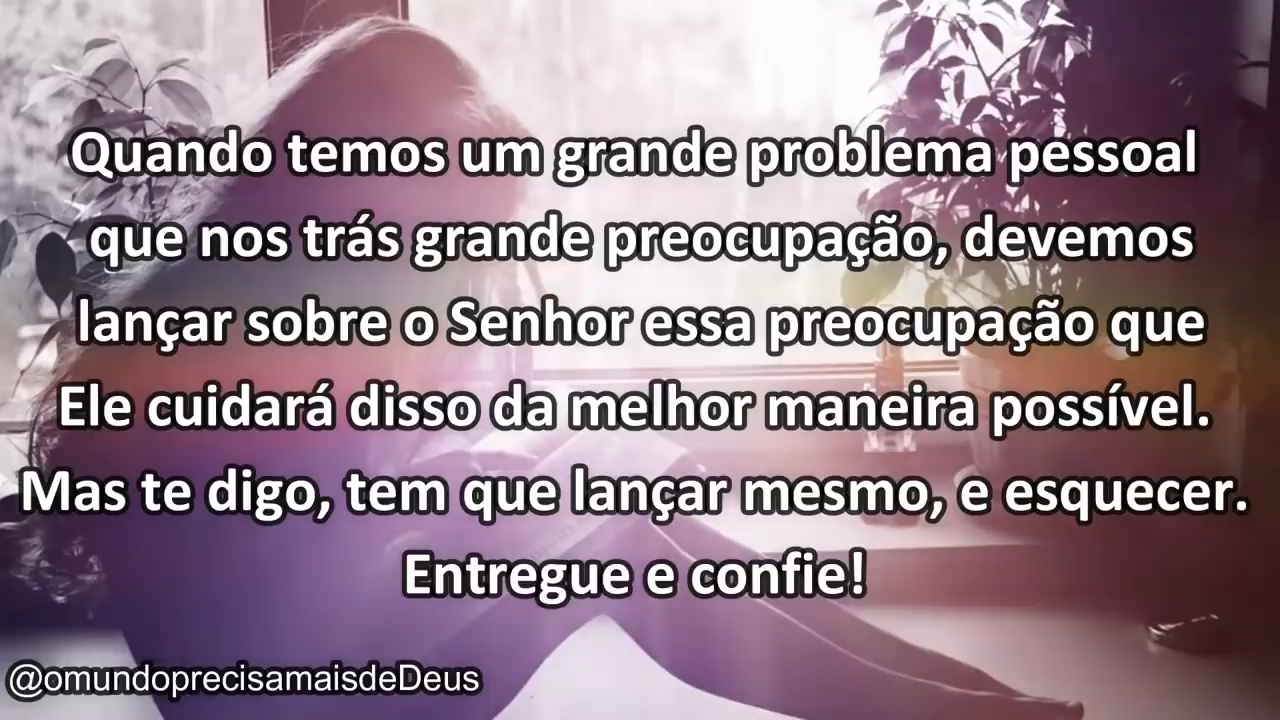 Quando temos um grande problema pessoal
que nos trás grande preocupação, devemos
lançar sobre o Senhor essa preocupação que
Ele cuidará disso da melhor maneira possível.
Mas te digo, tem que lançar mesmo, e esquecer.
Entregue e confie!
@omundoprecisamaisdeDeus